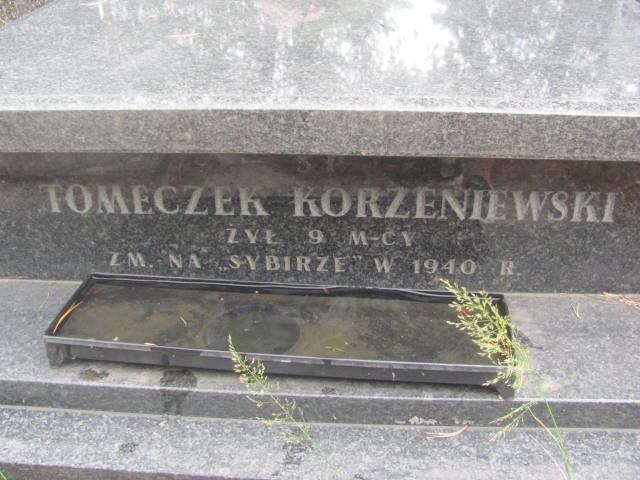 TOMECZEK KORZENIEWSKI
ŻYŁ 9 M-CY
ZM. NA „SYBIRZE" W 1940 R.